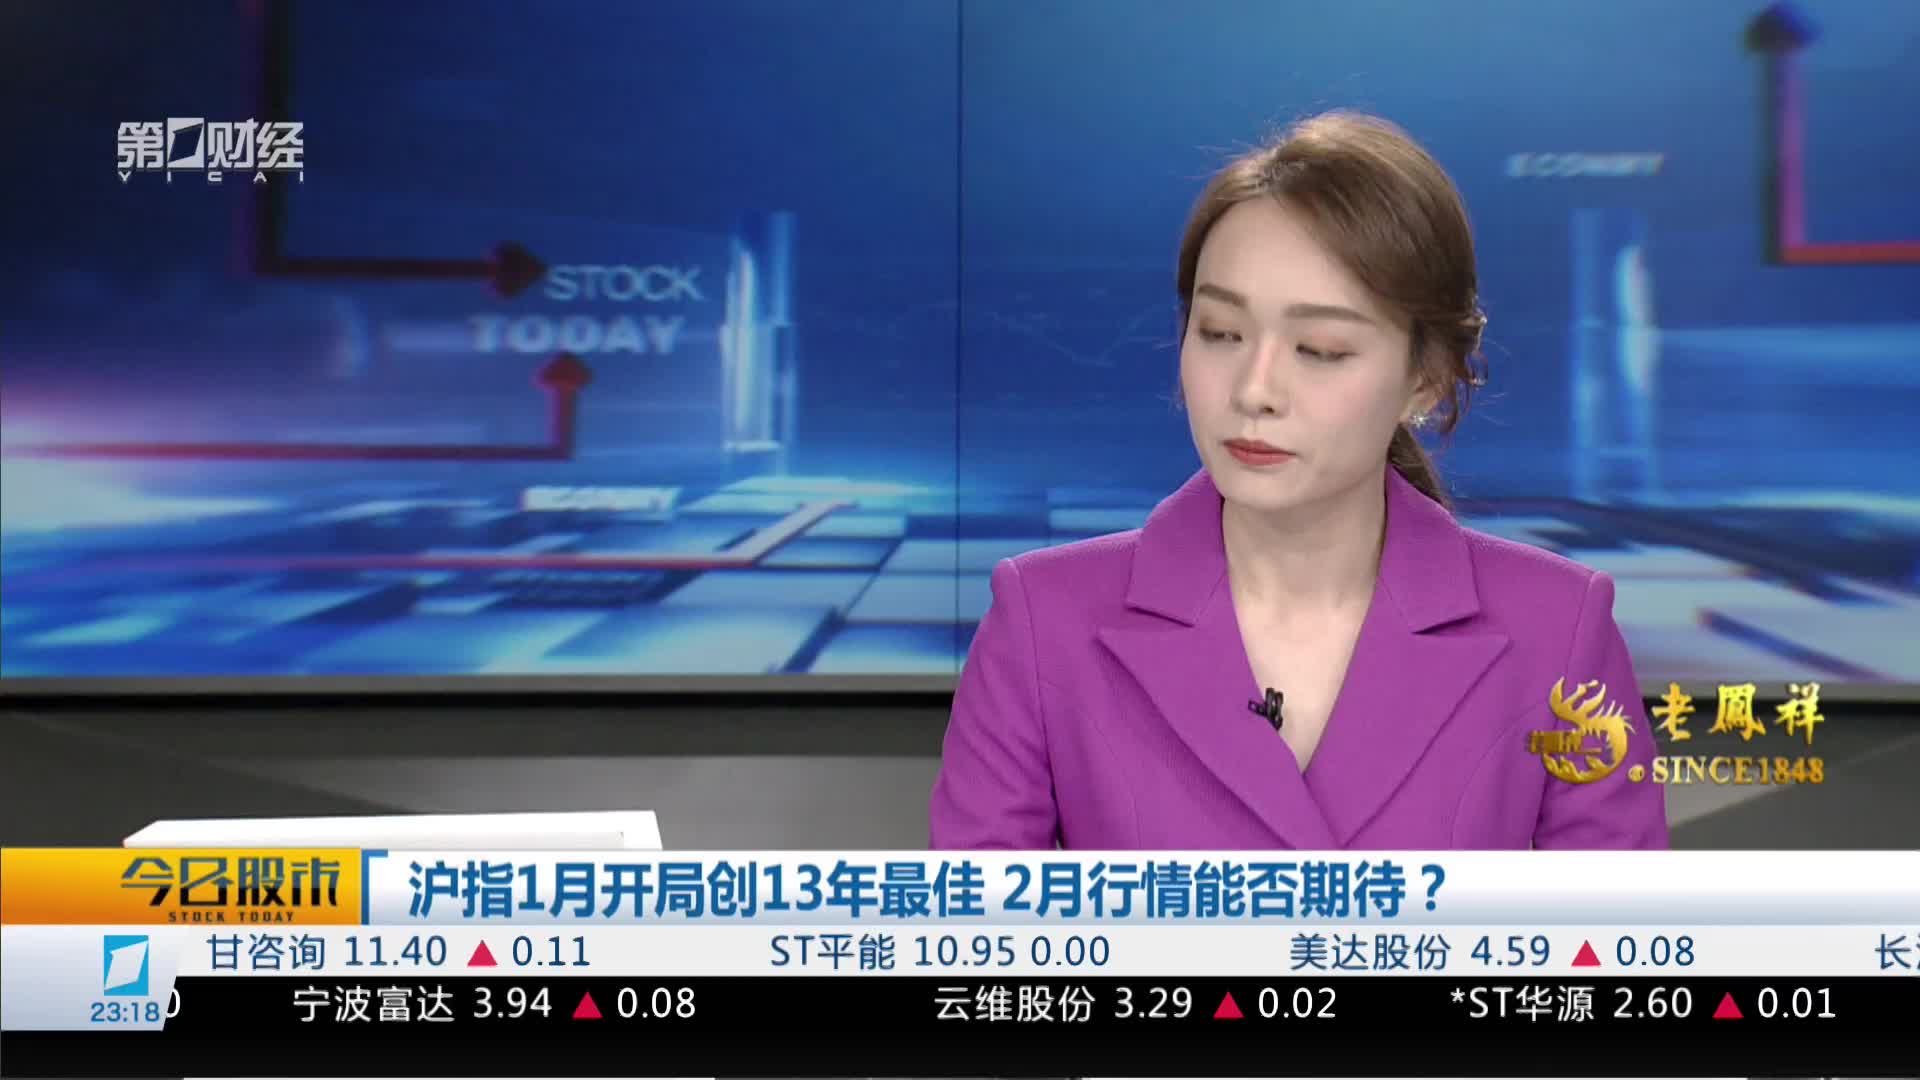 第一财经
YICAI
STOCK
TODAY
ECONMY
ECONMY
老鳳祥
SINCE1848
今日股市
STOCK TODAY
沪指1月开局创13年最佳 2月行情能否期待？
甘咨询 11.40 ▲ 0.11 ST平能 10.95 0.00 美达股份 4.59 ▲ 0.08
23:18
宁波富达 3.94 ▲ 0.08 云维股份 3.29 ▲ 0.02 *ST华源 2.60 ▲ 0.01